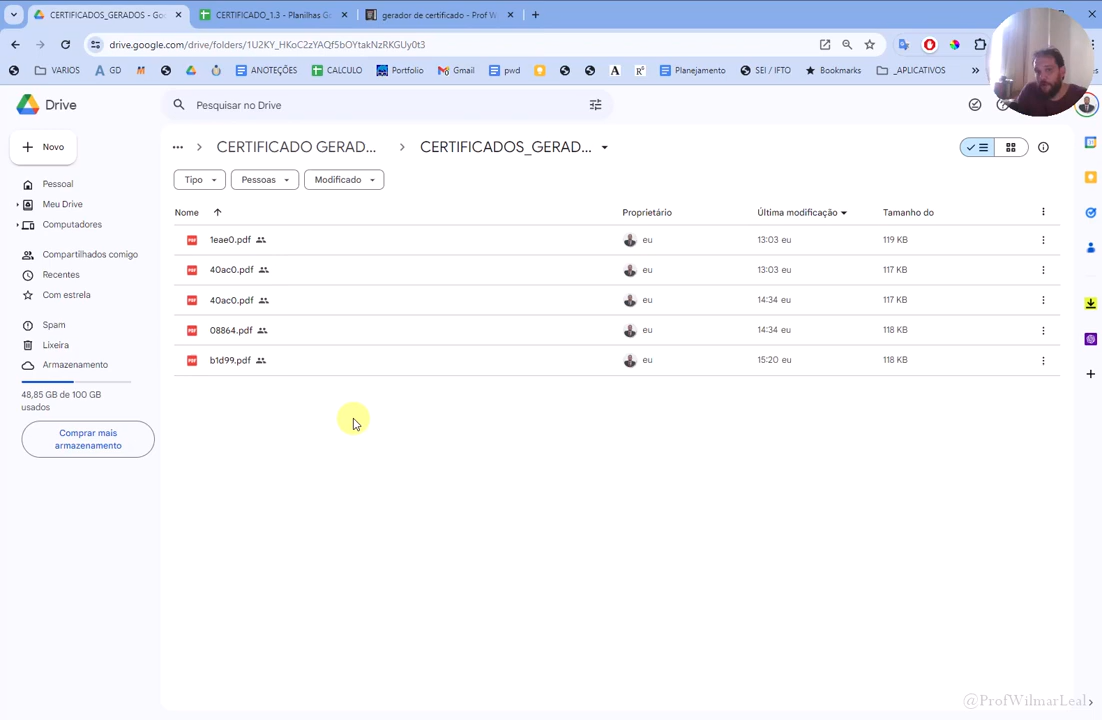 CERTIFICADOS_GERADOS - Goo
CERTIFICADO_1.3 - Planilhas G
gerador de certificado - Prof W
drive.google.com/drive/folders/1U2KY_HKoC2zYAQf5bOYtakNzRKGUy0t3
VARIOS
GD
ANOTEÇÕES
CALCULO
Portfolio
Gmail
pwd
Planejamento
SEI / IFTO
Bookmarks
_APLICATIVOS
Drive
Pesquisar no Drive
Novo
CERTIFICADO GERAD...
CERTIFICADOS_GERAD...
Tipo
Pessoas
Modificado
Pessoal
Meu Drive
Computadores
Compartilhados comigo
Recentes
Com estrela
Spam
Lixeira
Armazenamento
48,85 GB de 100 GB
usados
Comprar mais
armazenamento
Nome Proprietário Última modificação Tamanho do
1eae0.pdf eu 13:03 eu 119 KB
40ac0.pdf eu 13:03 eu 117 KB
40ac0.pdf eu 14:34 eu 117 KB
08864.pdf eu 14:34 eu 118 KB
b1d99.pdf eu 15:20 eu 118 KB
@ProfWilmarLeal